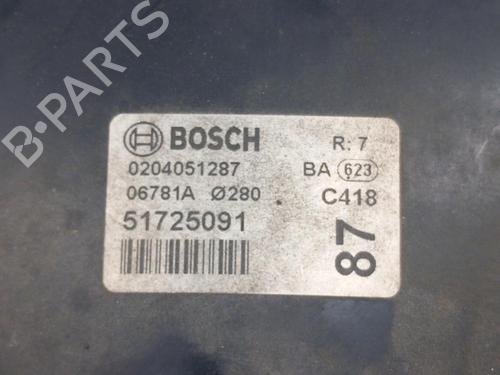 B-PARTS
BOSCH R: 7
0204051287 BA 623
06781A Ø280 C418
51725091
87